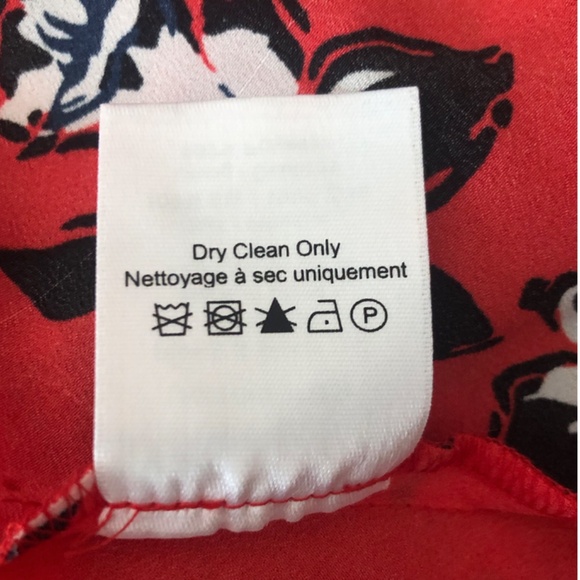 Dry Clean Only
Nettoyage à sec uniquement
P